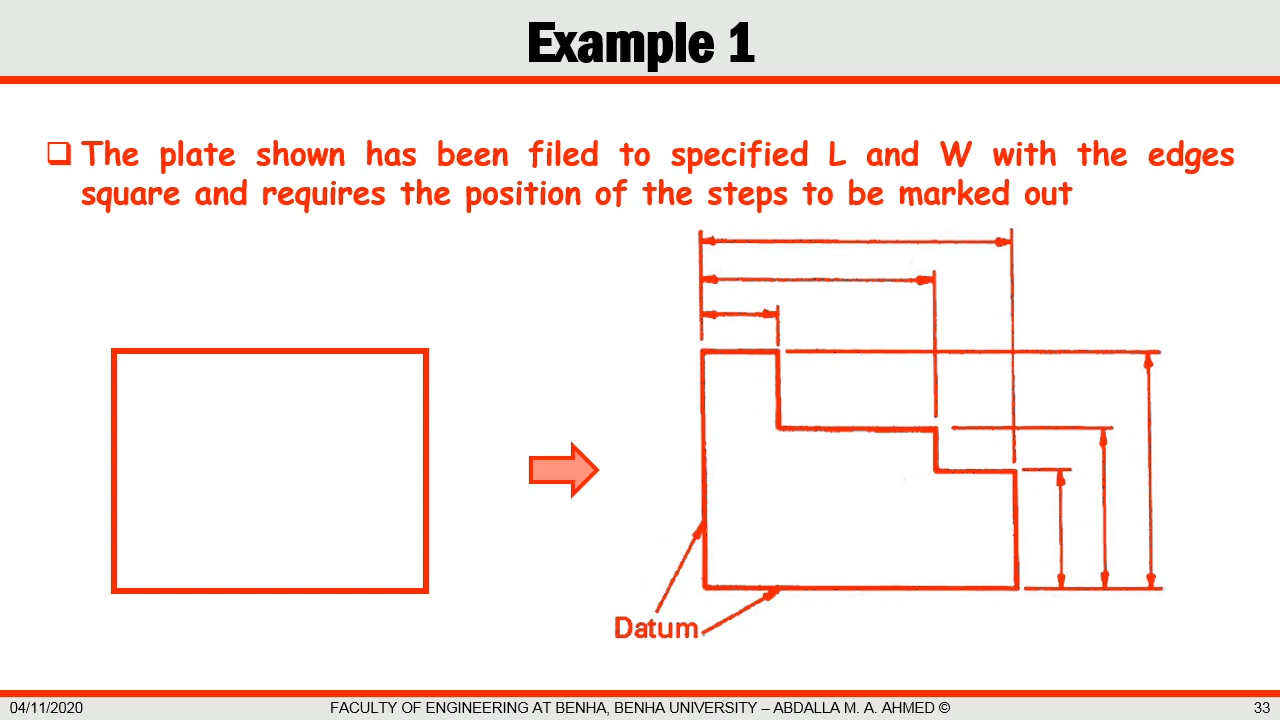 Example 1
The plate shown has been filed to specified L and W with the edges
square and requires the position of the steps to be marked out
Datum
04/11/2020
FACULTY OF ENGINEERING AT BENHA, BENHA UNIVERSITY – ABDALLA M. A. AHMED ©
33